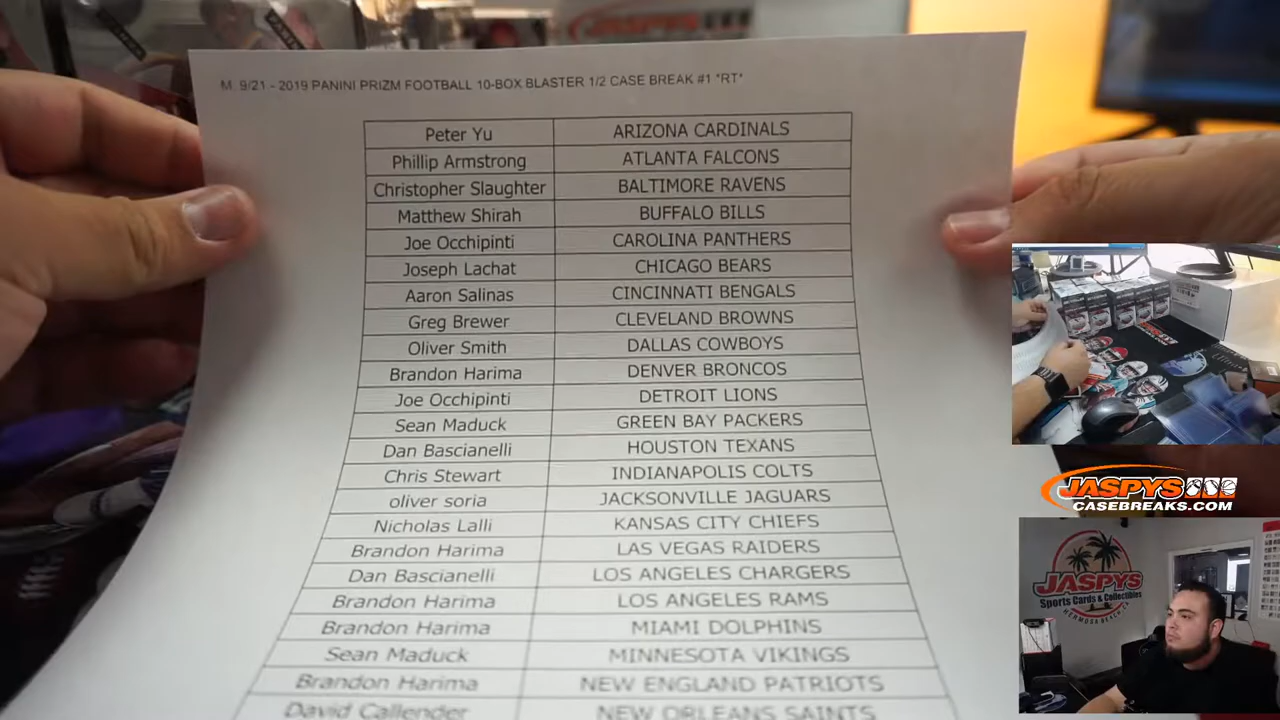 M. 9/21 - 2019 PANINI PRIZM FOOTBALL 10-BOX BLASTER 1/2 CASE BREAK #1 *RT*
Peter Yu ARIZONA CARDINALS
Phillip Armstrong ATLANTA FALCONS
Christopher Slaughter BALTIMORE RAVENS
Matthew Shirah BUFFALO BILLS
Joe Occhipinti CAROLINA PANTHERS
Joseph Lachat CHICAGO BEARS
Aaron Salinas CINCINNATI BENGALS
Greg Brewer CLEVELAND BROWNS
Oliver Smith DALLAS COWBOYS
Brandon Harima DENVER BRONCOS
Joe Occhipinti DETROIT LIONS
Sean Maduck GREEN BAY PACKERS
Dan Bascianelli HOUSTON TEXANS
Chris Stewart INDIANAPOLIS COLTS
oliver soria JACKSONVILLE JAGUARS
Nicholas Lalli KANSAS CITY CHIEFS
Brandon Harima LAS VEGAS RAIDERS
Dan Bascianelli LOS ANGELES CHARGERS
Brandon Harima LOS ANGELES RAMS
Brandon Harima MIAMI DOLPHINS
Sean Maduck MINNESOTA VIKINGS
Brandon Harima NEW ENGLAND PATRIOTS
David Callender NEW ORLEANS SAINTS
JASPYS
JASPYS
CASEBREAKS.COM
JASPYS
Sports Cards & Collectibles
HERMOSA BEACH, CA